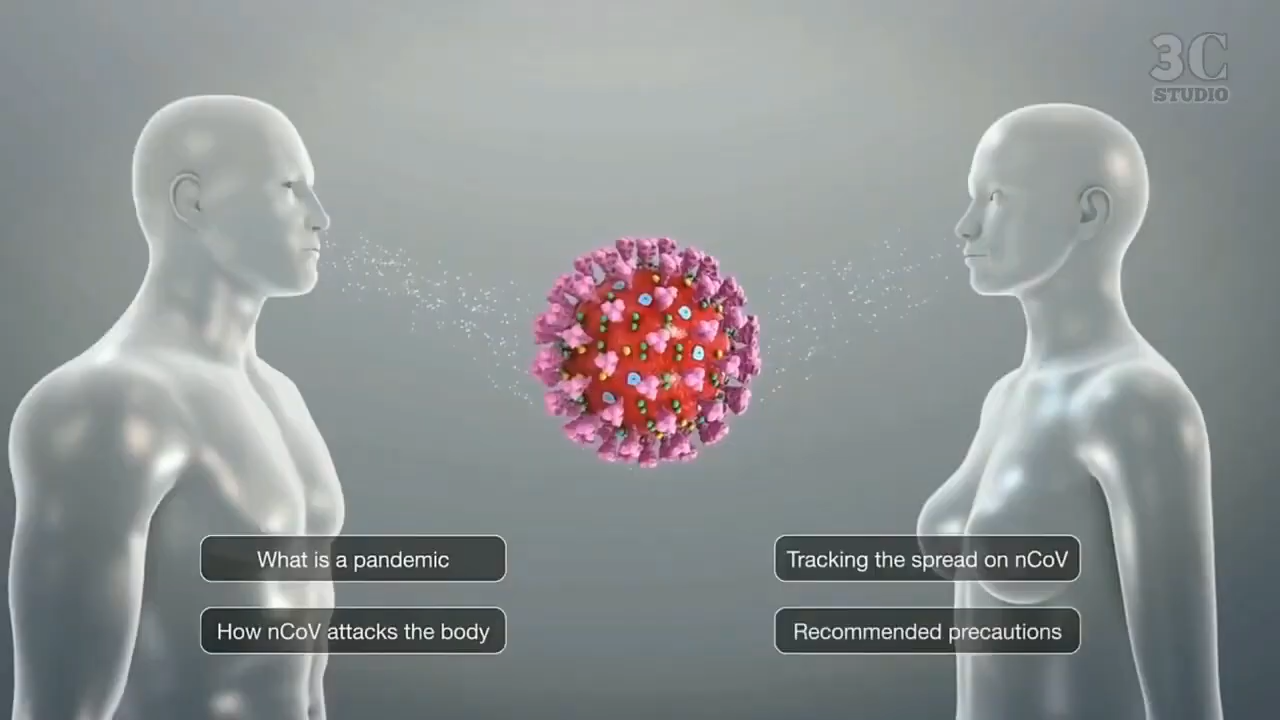 3C
STUDIO
What is a pandemic
Tracking the spread on nCoV
How nCoV attacks the body
Recommended precautions